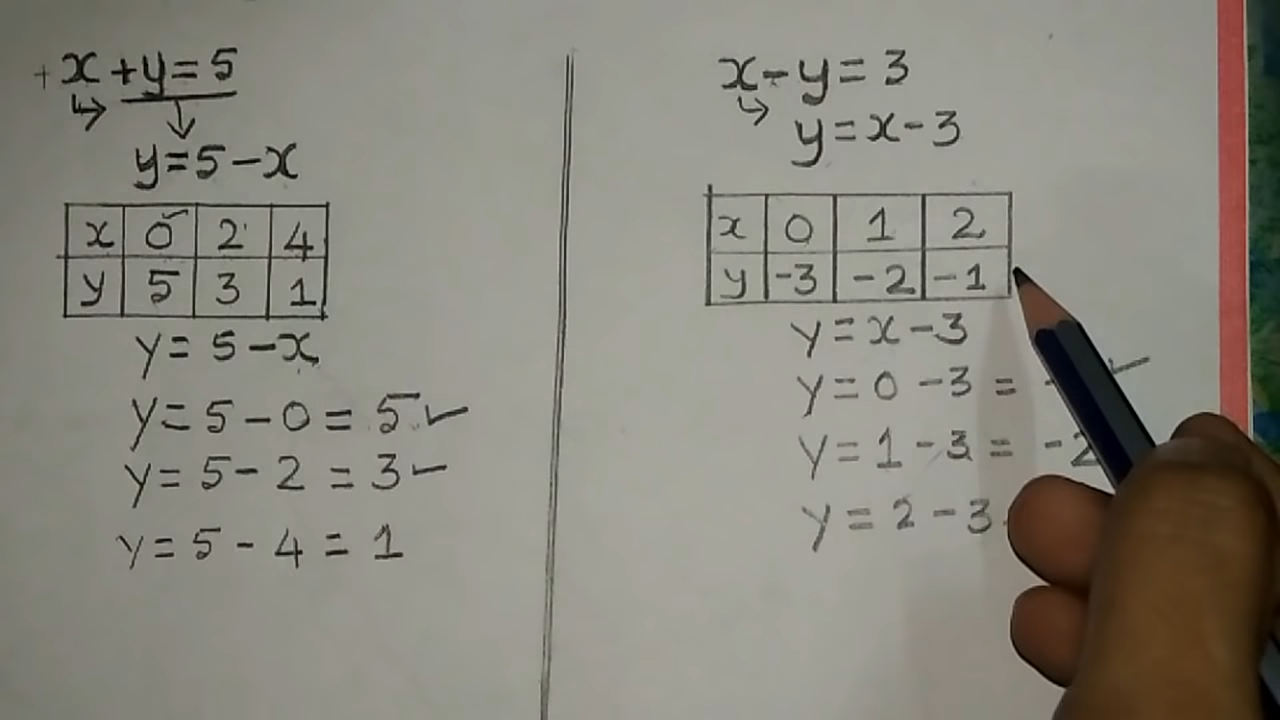 +x+y=5
y=5-x
x 0 2 4
y 5 3 1
y=5-x
y=5-0=5✓
y=5-2=3✓
y=5-4=1
x-y=3
y=x-3
x 0 1 2
y -3 -2 -1
y=x-3
y=0-3=-
y=1-3=-2
y=2-3